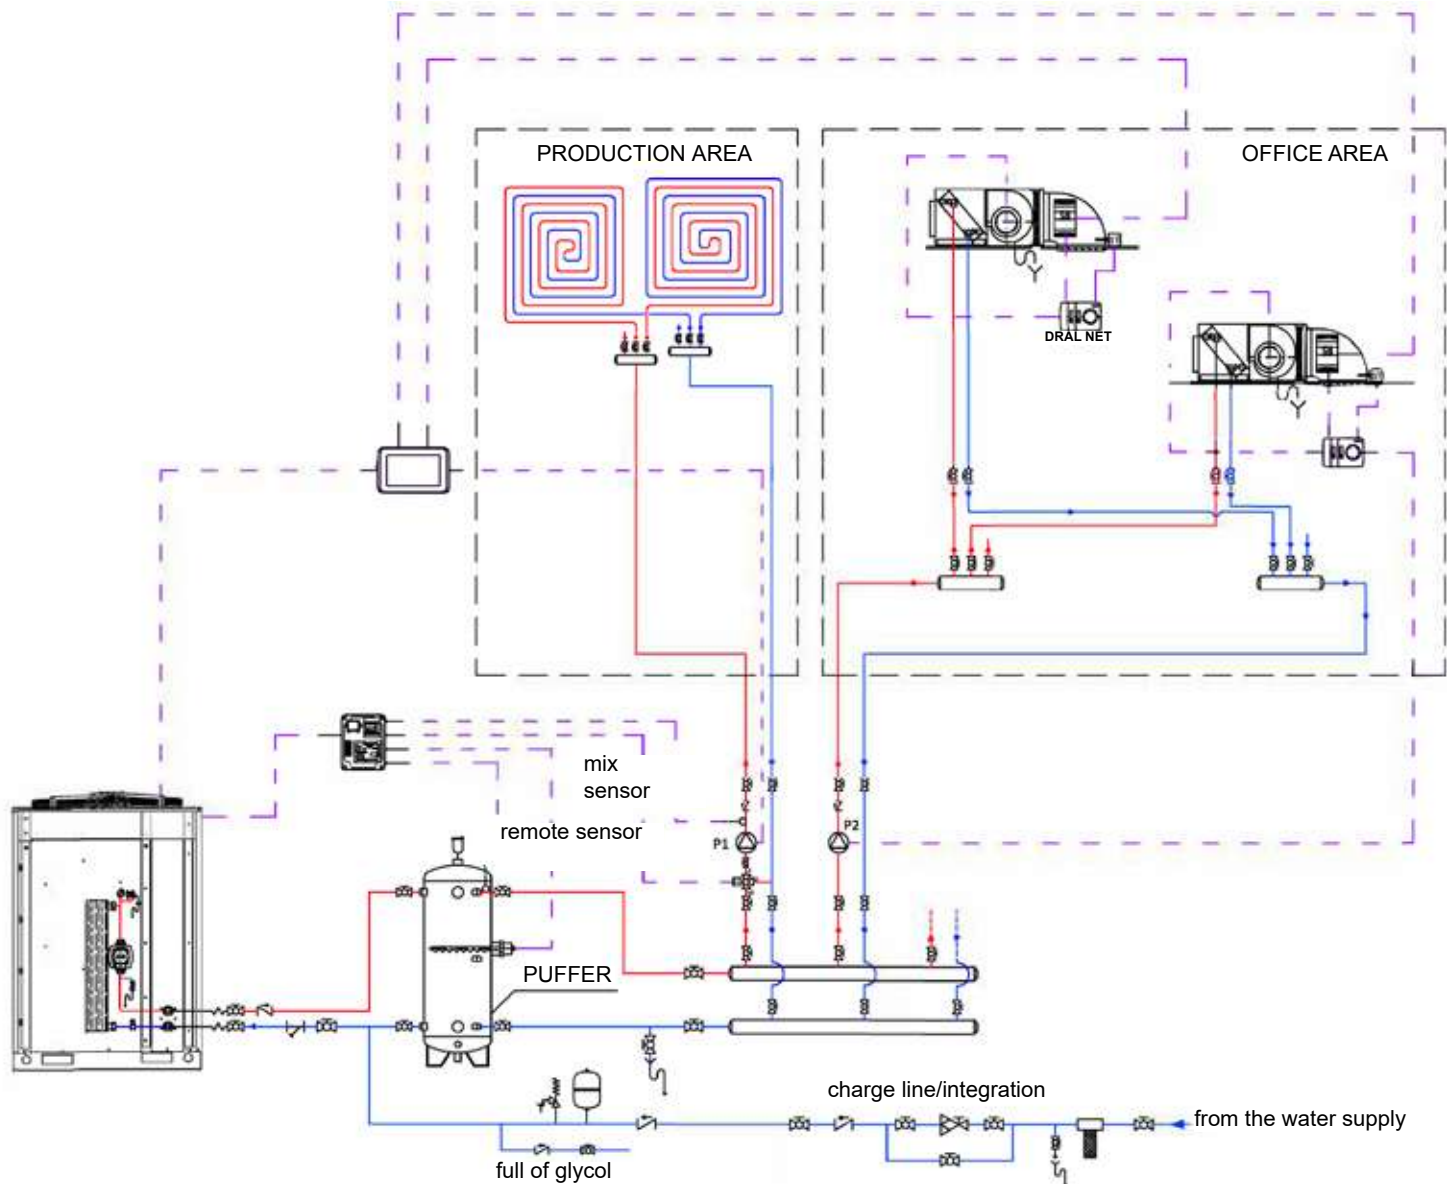 PRODUCTION AREA
OFFICE AREA
DRAL NET
mix
sensor
remote sensor
P1
P2
PUFFER
charge line/integration
from the water supply
full of glycol